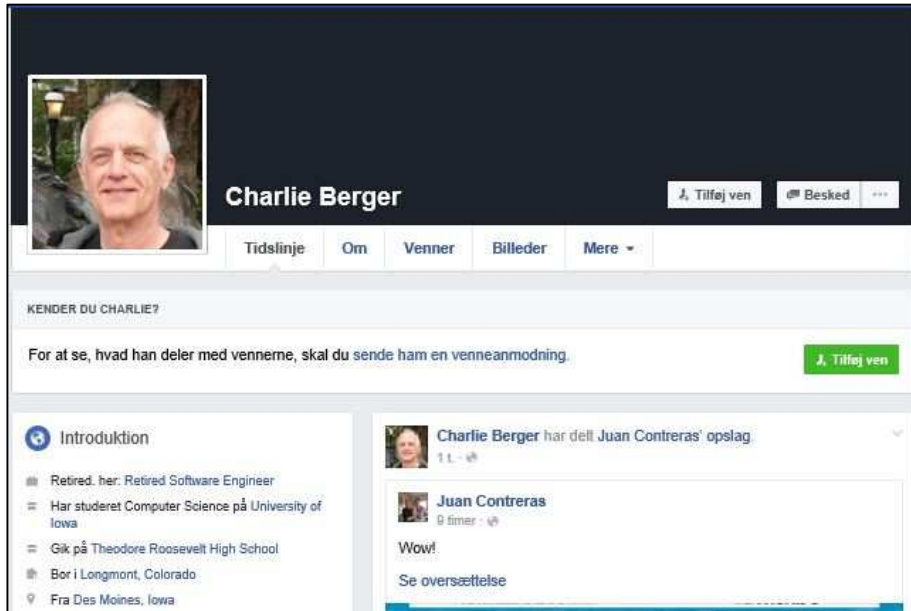 Charlie Berger
Tilføj ven
Besked
Tidslinje Om Venner Billeder Mere
KENDER DU CHARLIE?
For at se, hvad han deler med vennerne, skal du sende ham en venneanmodning.
Tilføj ven
Introduktion
Retired. her: Retired Software Engineer
Har studeret Computer Science på University of
Iowa
Gik på Theodore Roosevelt High School
Bor i Longmont, Colorado
Fra Des Moines, Iowa
Charlie Berger har delt Juan Contreras' opslag.
1 t. ·
Juan Contreras
9 timer ·
Wow!
Se oversættelse